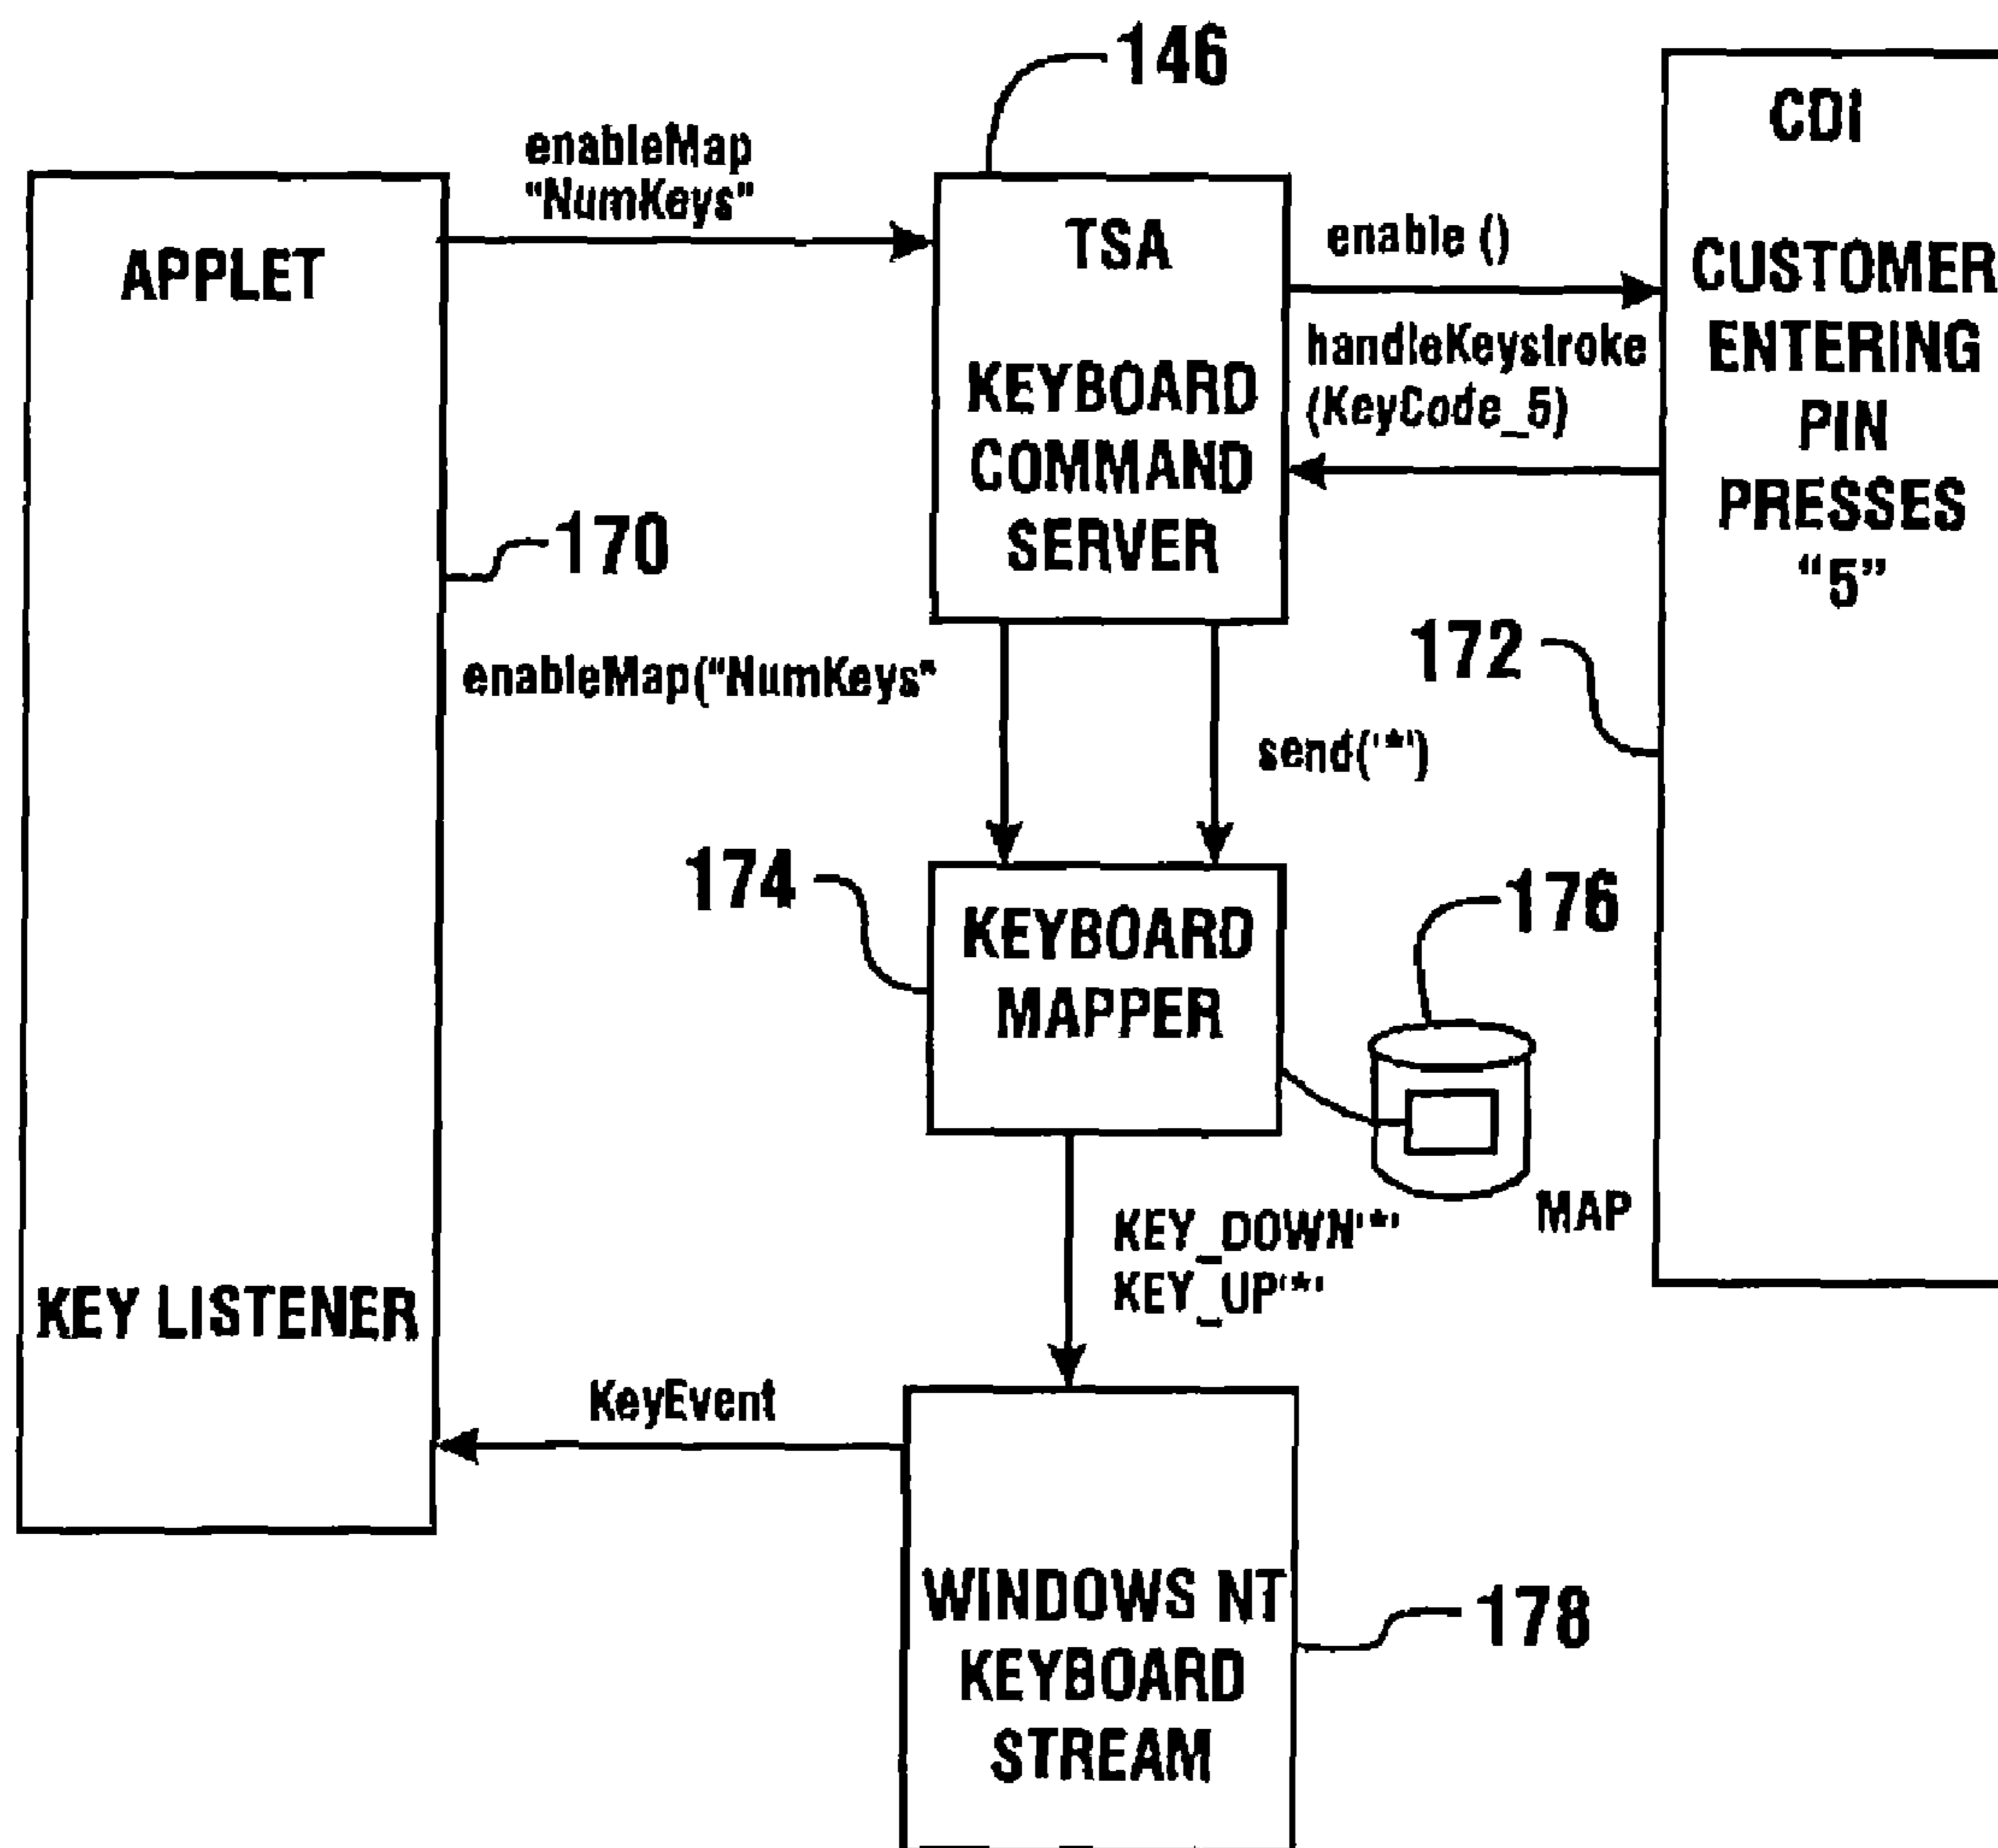 146
CDI
enableMap
"NumKeys"
APPLET
TSA
enable ()
CUSTOMER
ENTERING
PIN
PRESSES
"5"
handleKeystroke
(KeyCode_5)
KEYBOARD
COMMAND
SERVER
170
enableMap("NumKeys"
172
send('*')
174
KEYBOARD
MAPPER
176
MAP
KEY_DOWN'*'
KEY_UP'*'
KEY LISTENER
KeyEvent
WINDOWS NT
KEYBOARD
STREAM
178